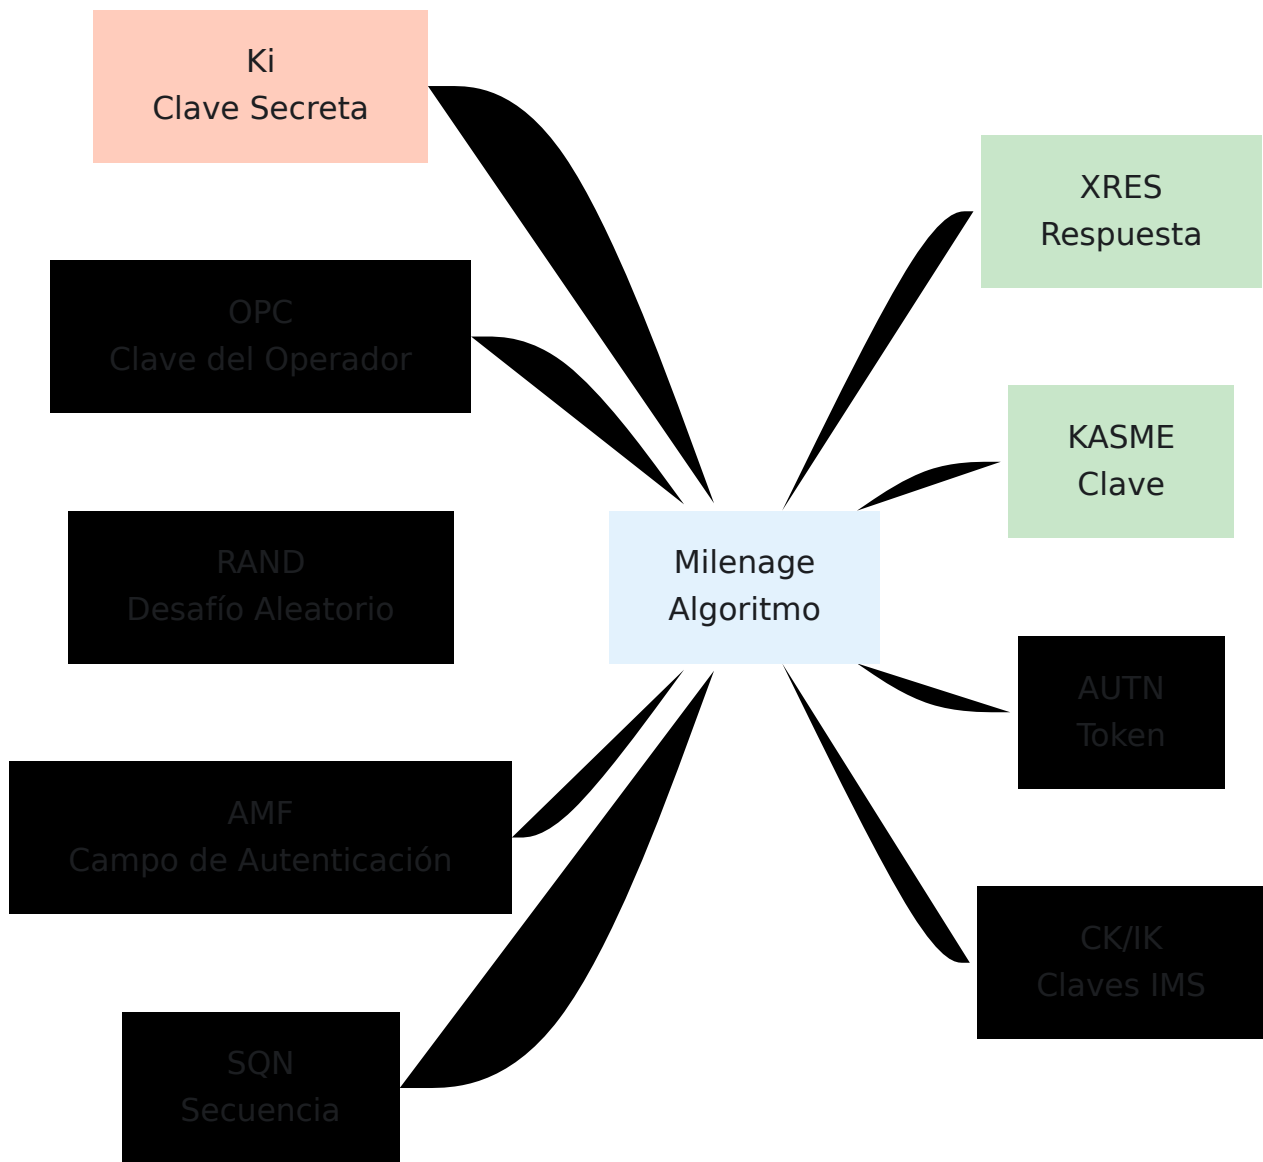 Ki
Clave Secreta
OPC
Clave del Operador
RAND
Desafío Aleatorio
AMF
Campo de Autenticación
SQN
Secuencia
Milenage
Algoritmo
XRES
Respuesta
KASME
Clave
AUTN
Token
CK/IK
Claves IMS